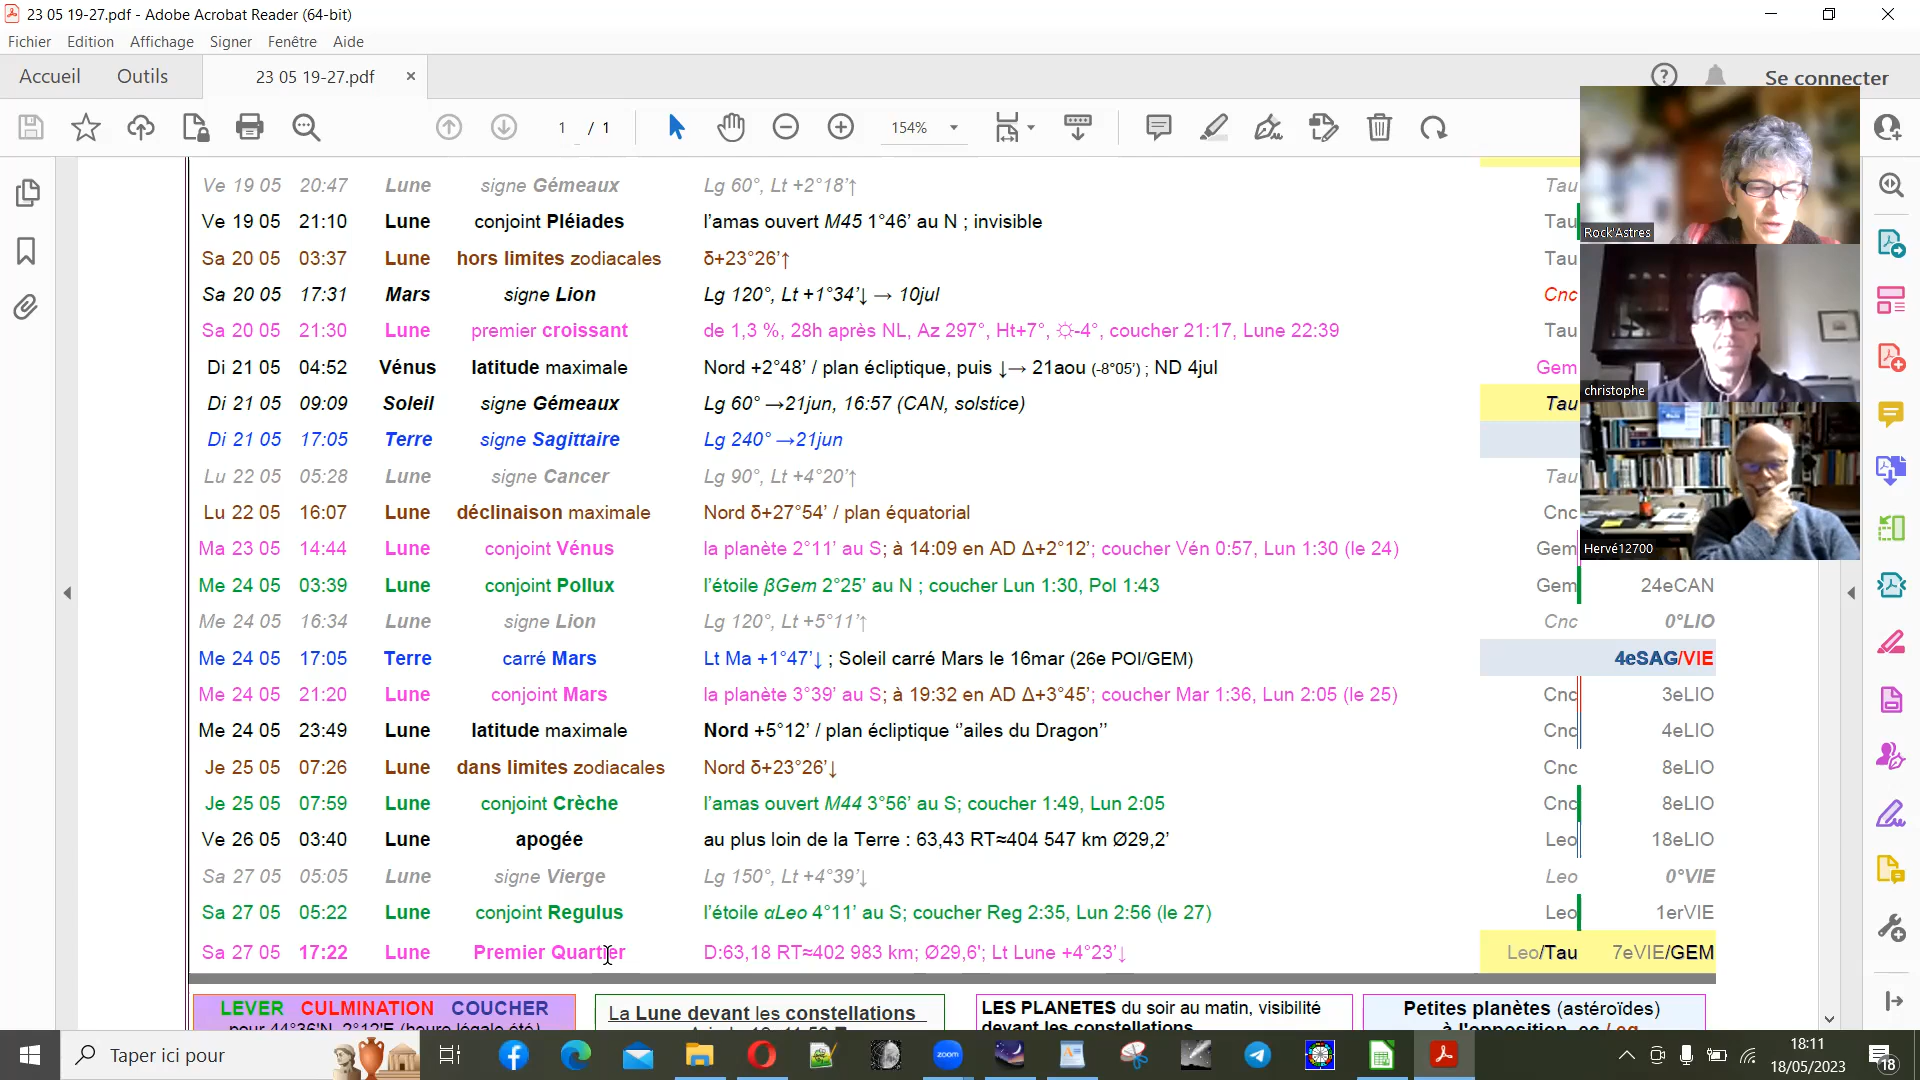 23 05 19-27.pdf - Adobe Acrobat Reader (64-bit)
Fichier Edition Affichage Signer Fenêtre Aide
Accueil Outils 23 05 19-27.pdf × Se connecter
1 / 1 154%
Ve 19 05 20:47 Lune signe Gémeaux Lg 60°, Lt +2°18’↑ Tau
Ve 19 05 21:10 Lune conjoint Pléiades l’amas ouvert M45 1°46’ au N ; invisible Tau
Sa 20 05 03:37 Lune hors limites zodiacales δ+23°26’↑ Tau
Sa 20 05 17:31 Mars signe Lion Lg 120°, Lt +1°34’↓ → 10jul Cnc
Sa 20 05 21:30 Lune premier croissant de 1,3 %, 28h après NL, Az 297°, Ht+7°, ☼-4°, coucher 21:17, Lune 22:39 Tau
Di 21 05 04:52 Vénus latitude maximale Nord +2°48’ / plan écliptique, puis ↓→ 21aou (-8°05’) ; ND 4jul Gem
Di 21 05 09:09 Soleil signe Gémeaux Lg 60° →21jun, 16:57 (CAN, solstice) Tau
Di 21 05 17:05 Terre signe Sagittaire Lg 240° →21jun
Lu 22 05 05:28 Lune signe Cancer Lg 90°, Lt +4°20’↑ Tau
Lu 22 05 16:07 Lune déclinaison maximale Nord δ+27°54’ / plan équatorial Cnc
Ma 23 05 14:44 Lune conjoint Vénus la planète 2°11’ au S; à 14:09 en AD Δ+2°12’; coucher Vén 0:57, Lun 1:30 (le 24) Gem
Me 24 05 03:39 Lune conjoint Pollux l’étoile βGem 2°25’ au N ; coucher Lun 1:30, Pol 1:43 Gem 24eCAN
Me 24 05 16:34 Lune signe Lion Lg 120°, Lt +5°11’↑ Cnc 0°LIO
Me 24 05 17:05 Terre carré Mars Lt Ma +1°47’↓ ; Soleil carré Mars le 16mar (26e POI/GEM) 4eSAG/VIE
Me 24 05 21:20 Lune conjoint Mars la planète 3°39’ au S; à 19:32 en AD Δ+3°45’; coucher Mar 1:36, Lun 2:05 (le 25) Cnc 3eLIO
Me 24 05 23:49 Lune latitude maximale Nord +5°12’ / plan écliptique ‘’ailes du Dragon’’ Cnc 4eLIO
Je 25 05 07:26 Lune dans limites zodiacales Nord δ+23°26’↓ Cnc 8eLIO
Je 25 05 07:59 Lune conjoint Crèche l’amas ouvert M44 3°56’ au S; coucher 1:49, Lun 2:05 Cnc 8eLIO
Ve 26 05 03:40 Lune apogée au plus loin de la Terre : 63,43 RT≈404 547 km Ø29,2’ Leo 18eLIO
Sa 27 05 05:05 Lune signe Vierge Lg 150°, Lt +4°39’↓ Leo 0°VIE
Sa 27 05 05:22 Lune conjoint Regulus l’étoile αLeo 4°11’ au S; coucher Reg 2:35, Lun 2:56 (le 27) Leo 1erVIE
Sa 27 05 17:22 Lune Premier Quartier D:63,18 RT≈402 983 km; Ø29,6'; Lt Lune +4°23’↓ Leo/Tau 7eVIE/GEM
LEVER CULMINATION COUCHER
pour 44°36'N, 2°12'E (heure légale été)
La Lune devant les constellations
LES PLANETES du soir au matin, visibilité
devant les constellations
Petites planètes (astéroïdes)
Rock'Astres
christophe
Hervé12700
Taper ici pour
zoom
18:11
18/05/2023
18